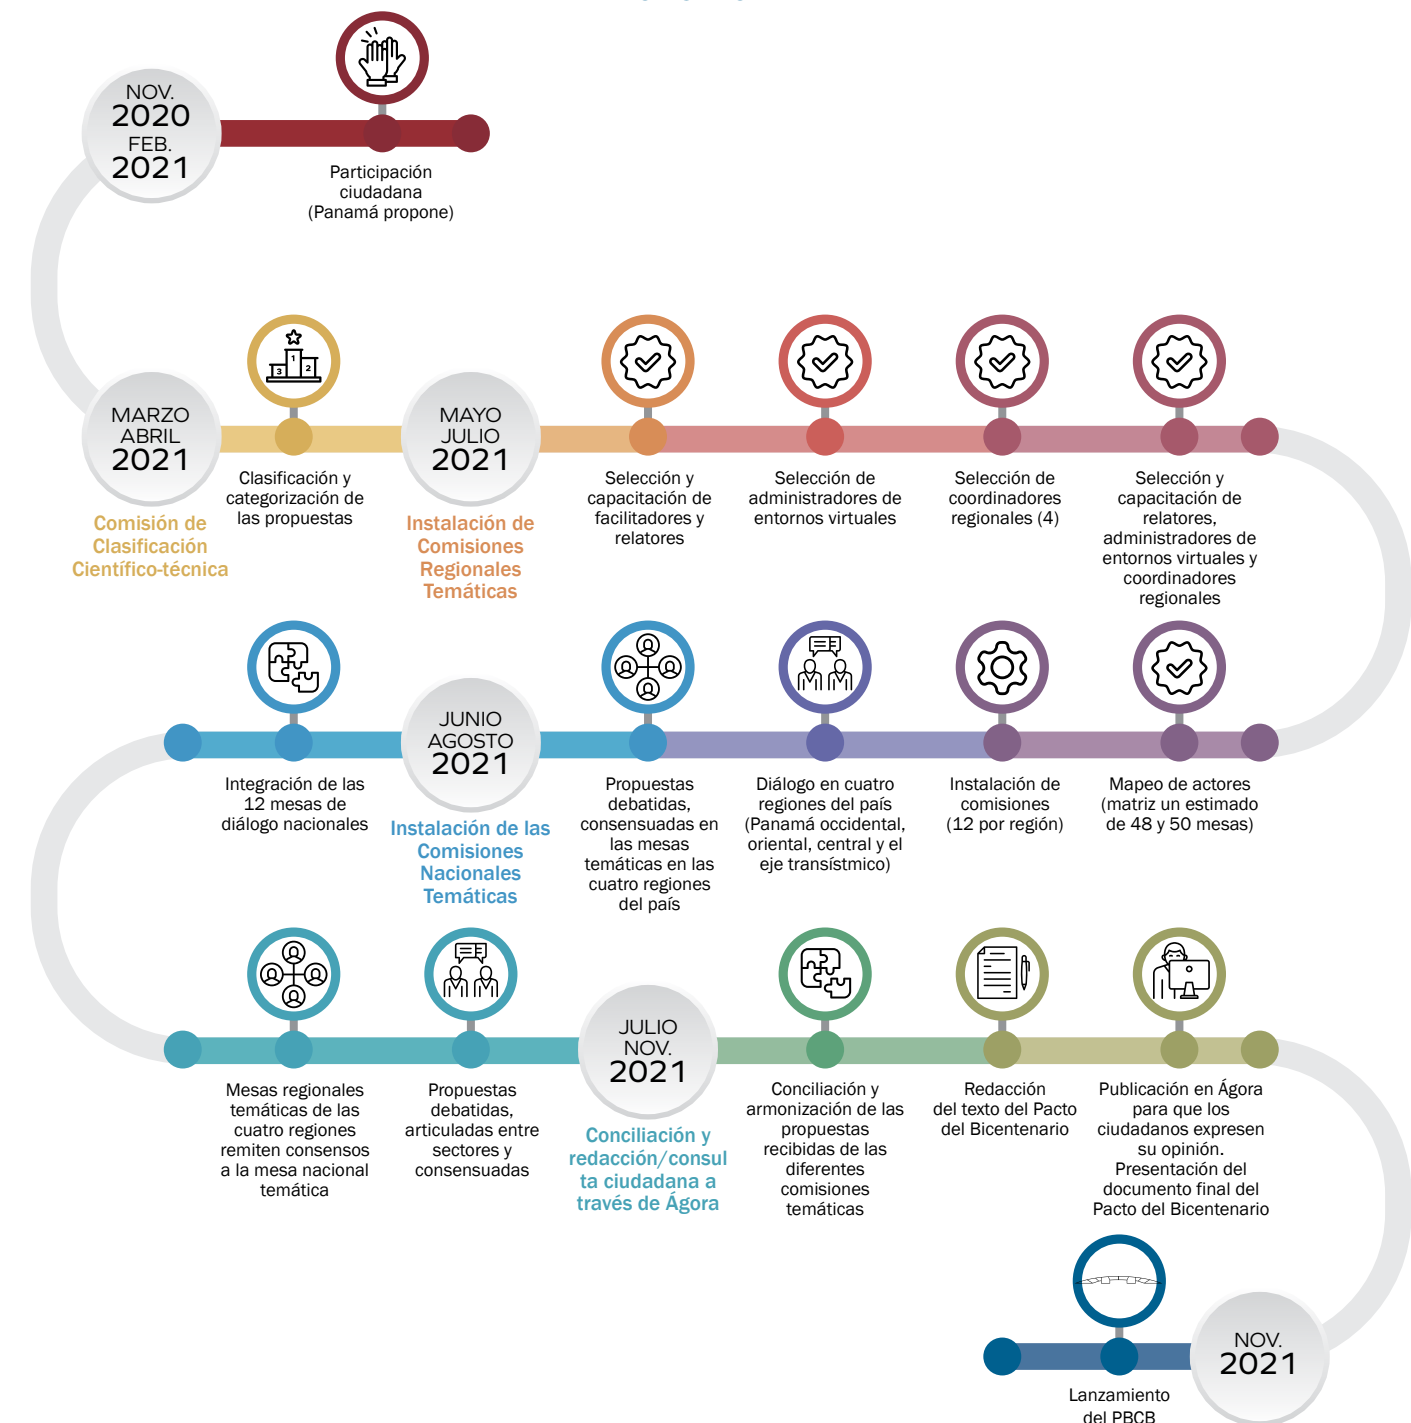 NOV.
2020
FEB.
2021
Participación
ciudadana
(Panamá propone)
MARZO
ABRIL
2021
Comisión de
Clasificación
Científico-técnica
1
2
3
Clasificación y
categorización de
las propuestas
MAYO
JULIO
2021
Instalación de
Comisiones
Regionales
Temáticas
Selección y
capacitación de
facilitadores y
relatores
Selección de
administradores de
entornos virtuales
Selección de
coordinadores
regionales (4)
Selección y
capacitación de
relatores,
administradores de
entornos virtuales y
coordinadores
regionales
Mapeo de actores
(matriz un estimado
de 48 y 50 mesas)
Instalación de
comisiones
(12 por región)
Diálogo en cuatro
regiones del país
(Panamá occidental,
oriental, central y el
eje transístmico)
Propuestas
debatidas,
consensuadas en
las mesas
temáticas en las
cuatro regiones
del país
JUNIO
AGOSTO
2021
Instalación de las
Comisiones
Nacionales
Temáticas
Integración de las
12 mesas de
diálogo nacionales
Mesas regionales
temáticas de las
cuatro regiones
remiten consensos
a la mesa nacional
temática
Propuestas
debatidas,
articuladas entre
sectores y
consensuadas
JULIO
NOV.
2021
Conciliación y
redacción/consul
ta ciudadana a
través de Ágora
Conciliación y
armonización de las
propuestas
recibidas de las
diferentes
comisiones
temáticas
Redacción
del texto del Pacto
del Bicentenario
Publicación en Ágora
para que los
ciudadanos expresen
su opinión.
Presentación del
documento final del
Pacto del Bicentenario
NOV.
2021
Lanzamiento
del PBCB